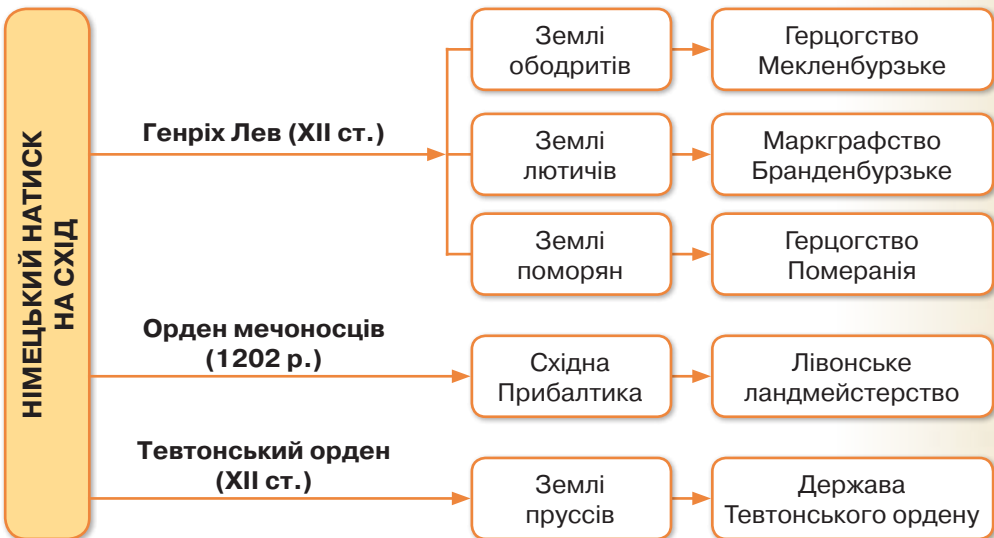 НІМЕЦЬКИЙ НАТИСК
НА СХІД
Генріх Лев (XII ст.)
Землі
ободритів
Герцогство
Мекленбурзьке
Землі
лютичів
Маркграфство
Бранденбурзьке
Землі
поморян
Герцогство
Померанія
Орден мечоносців
(1202 р.)
Східна
Прибалтика
Лівонське
ландмейстерство
Тевтонський орден
(XII ст.)
Землі
пруссів
Держава
Тевтонського ордену